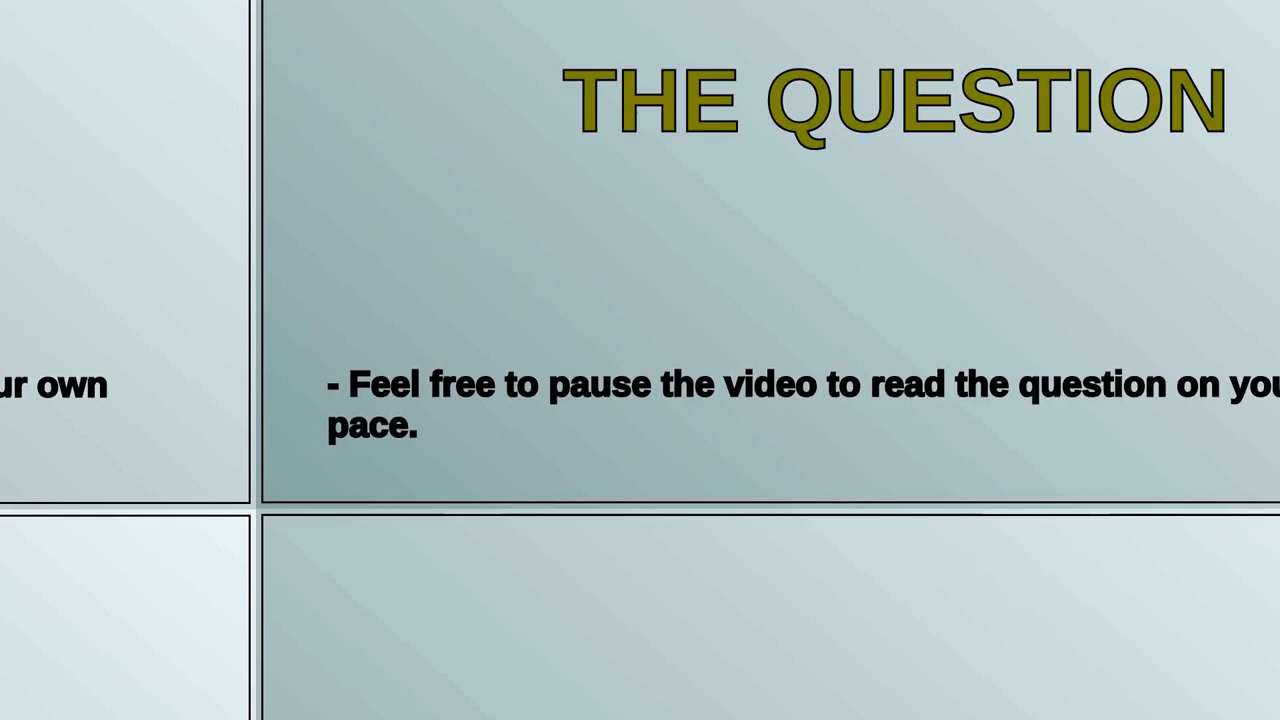 THE QUESTION
ur own
- Feel free to pause the video to read the question on you
pace.